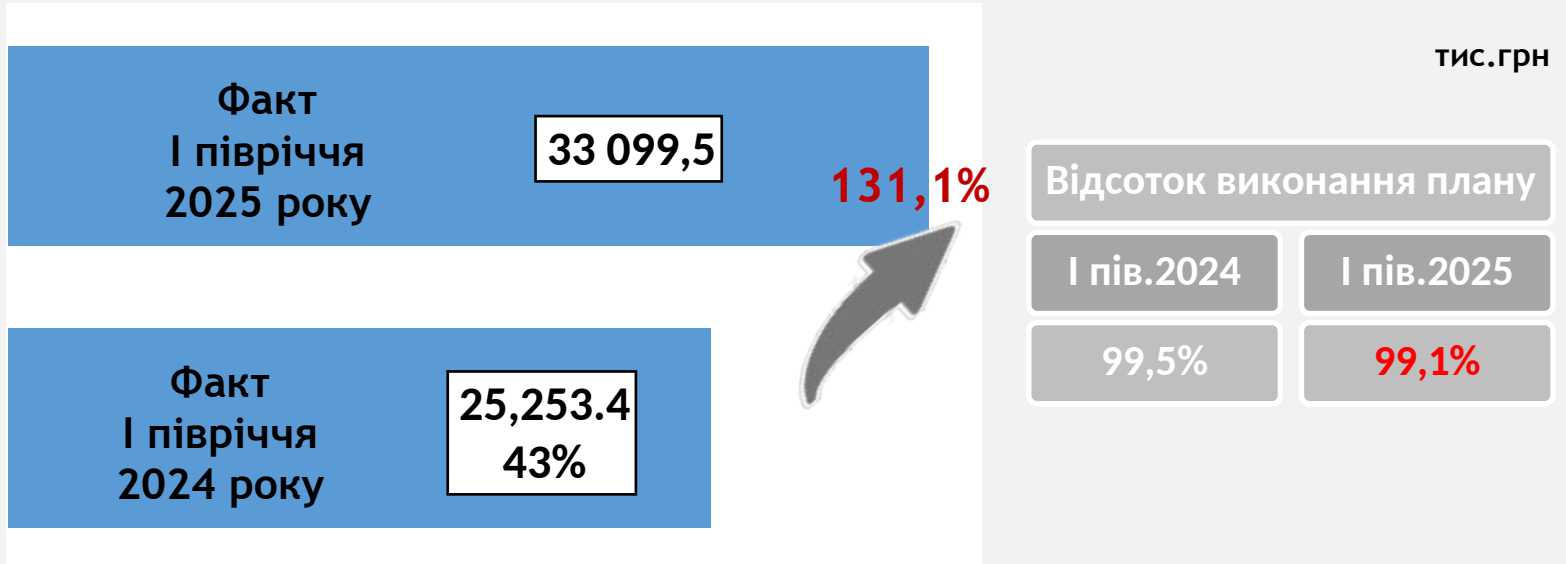 тис.грн
Факт
І півріччя
2025 року
33 099,5
131,1%
Відсоток виконання плану
І пів.2024
І пів.2025
99,5%
99,1%
Факт
І півріччя
2024 року
25,253.4
43%